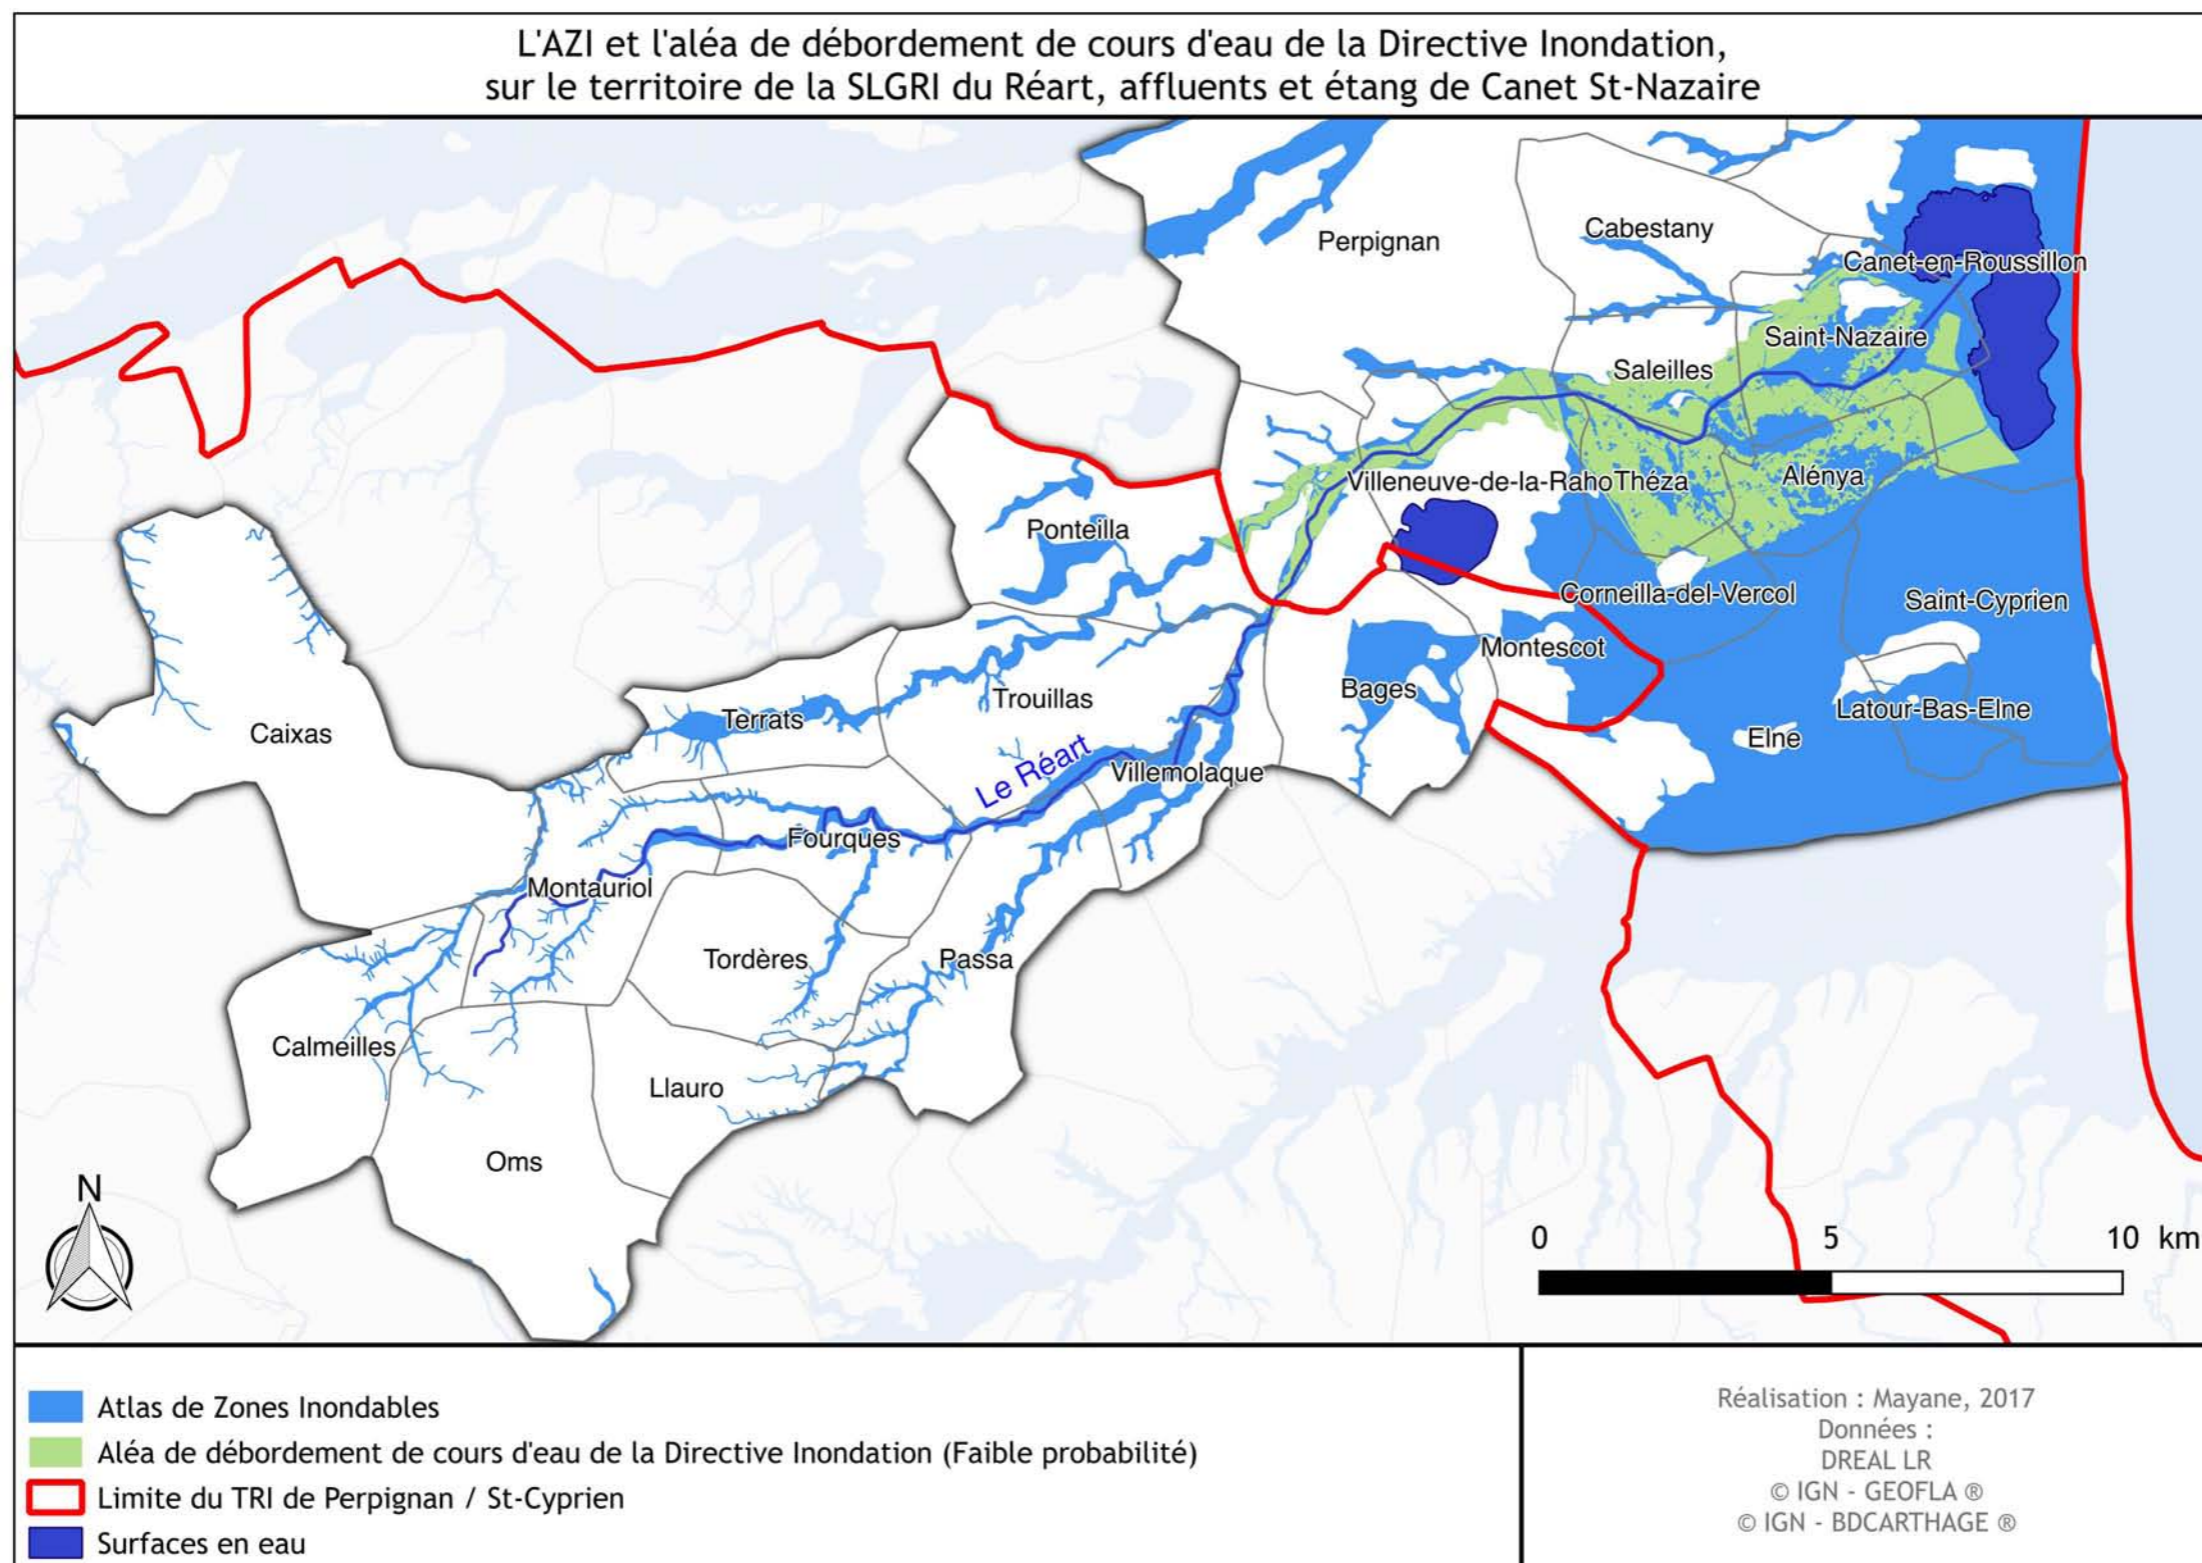 L'AZI et l'aléa de débordement de cours d'eau de la Directive Inondation,
sur le territoire de la SLGRI du Réart, affluents et étang de Canet St-Nazaire
Perpignan
Cabestany
Canet-en-Roussillon
Saint-Nazaire
Saleilles
Villeneuve-de-la-Raho
Théza
Alénya
Ponteilla
Corneilla-del-Vercol
Saint-Cyprien
Montescot
Bages
Trouillas
Terrats
Latour-Bas-Elne
Elne
Caixas
Le Réart
Villemolaque
Fourques
Montauriol
Tordères
Passa
Calmeilles
Llauro
Oms
N
0 5 10 km
Atlas de Zones Inondables
Aléa de débordement de cours d'eau de la Directive Inondation (Faible probabilité)
Limite du TRI de Perpignan / St-Cyprien
Surfaces en eau
Réalisation : Mayane, 2017
Données :
DREAL LR
© IGN - GEOFLA ®
© IGN - BDCARTHAGE ®